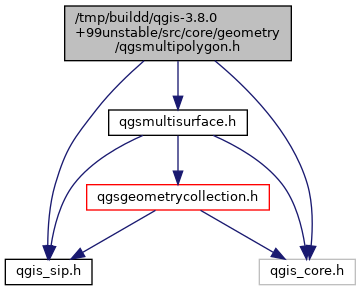 /tmp/buildd/qgis-3.8.0
+99unstable/src/core/geometry
/qgsmultipolygon.h
qgsmultisurface.h
qgsgeometrycollection.h
qgis_sip.h
qgis_core.h